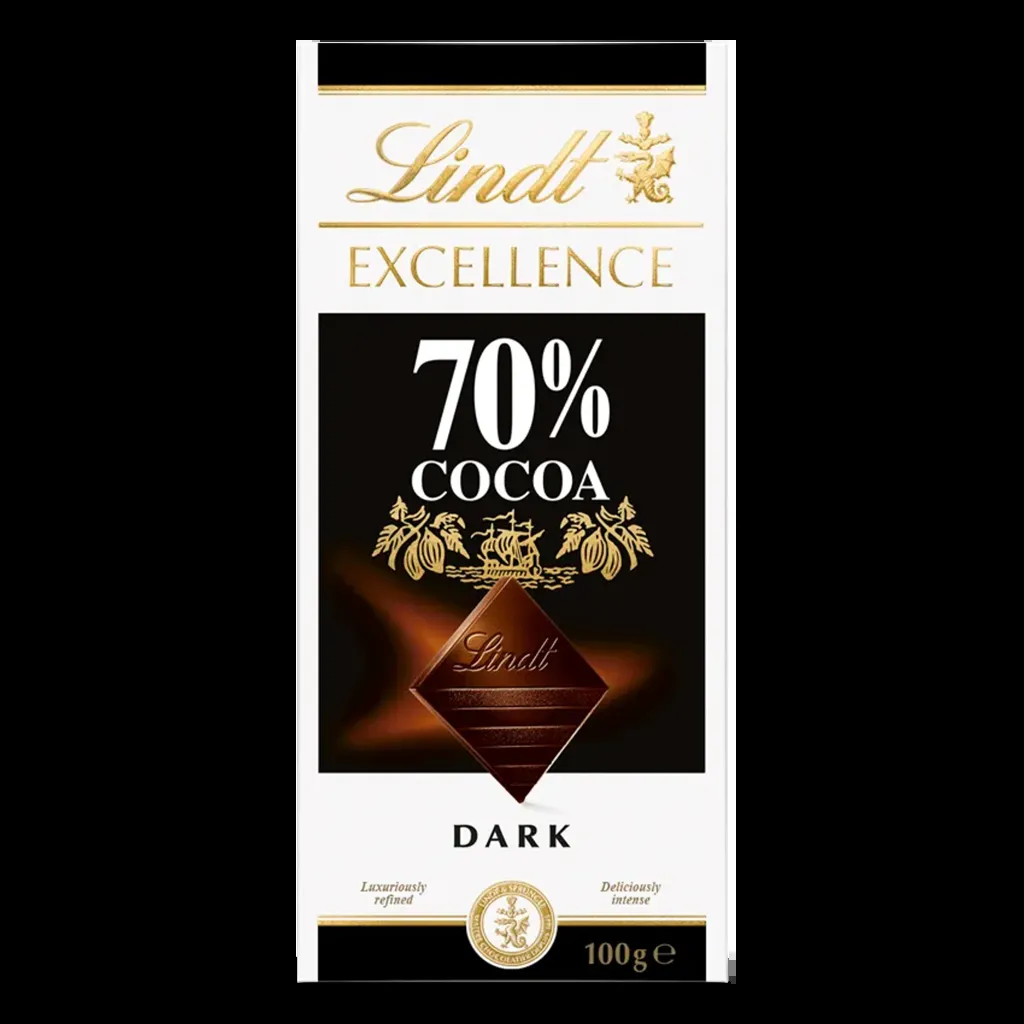 Lindt
EXCELLENCE
70%
COCOA
Lindt
DARK
Luxuriously
refined
Deliciously
intense
100g ℮